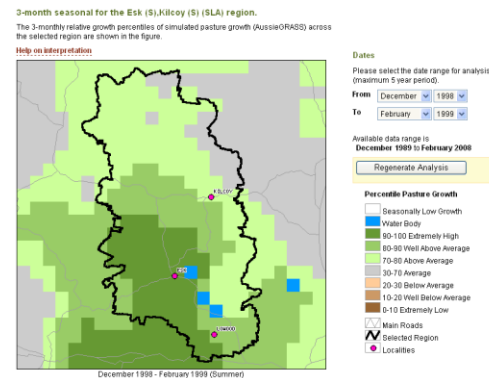 3-month seasonal for the Esk (S),Kilcoy (S) (SLA) region.
The 3-monthly relative growth percentiles of simulated pasture growth (AussieGRASS) across
the selected region are shown in the figure.
Help on interpretation
KILCOY
ESK
LOWOOD
December 1998 - February 1999 (Summer)
Dates
Please select the date range for analysis
(maximum 5 year period).
From December 1998
To February 1999
Available data range is
December 1989 to February 2008
Regenerate Analysis
Percentile Pasture Growth
Seasonally Low Growth
Water Body
90-100 Extremely High
80-90 Well Above Average
70-80 Above Average
30-70 Average
20-30 Below Average
10-20 Well Below Average
0-10 Extremely Low
Main Roads
Selected Region
Localities